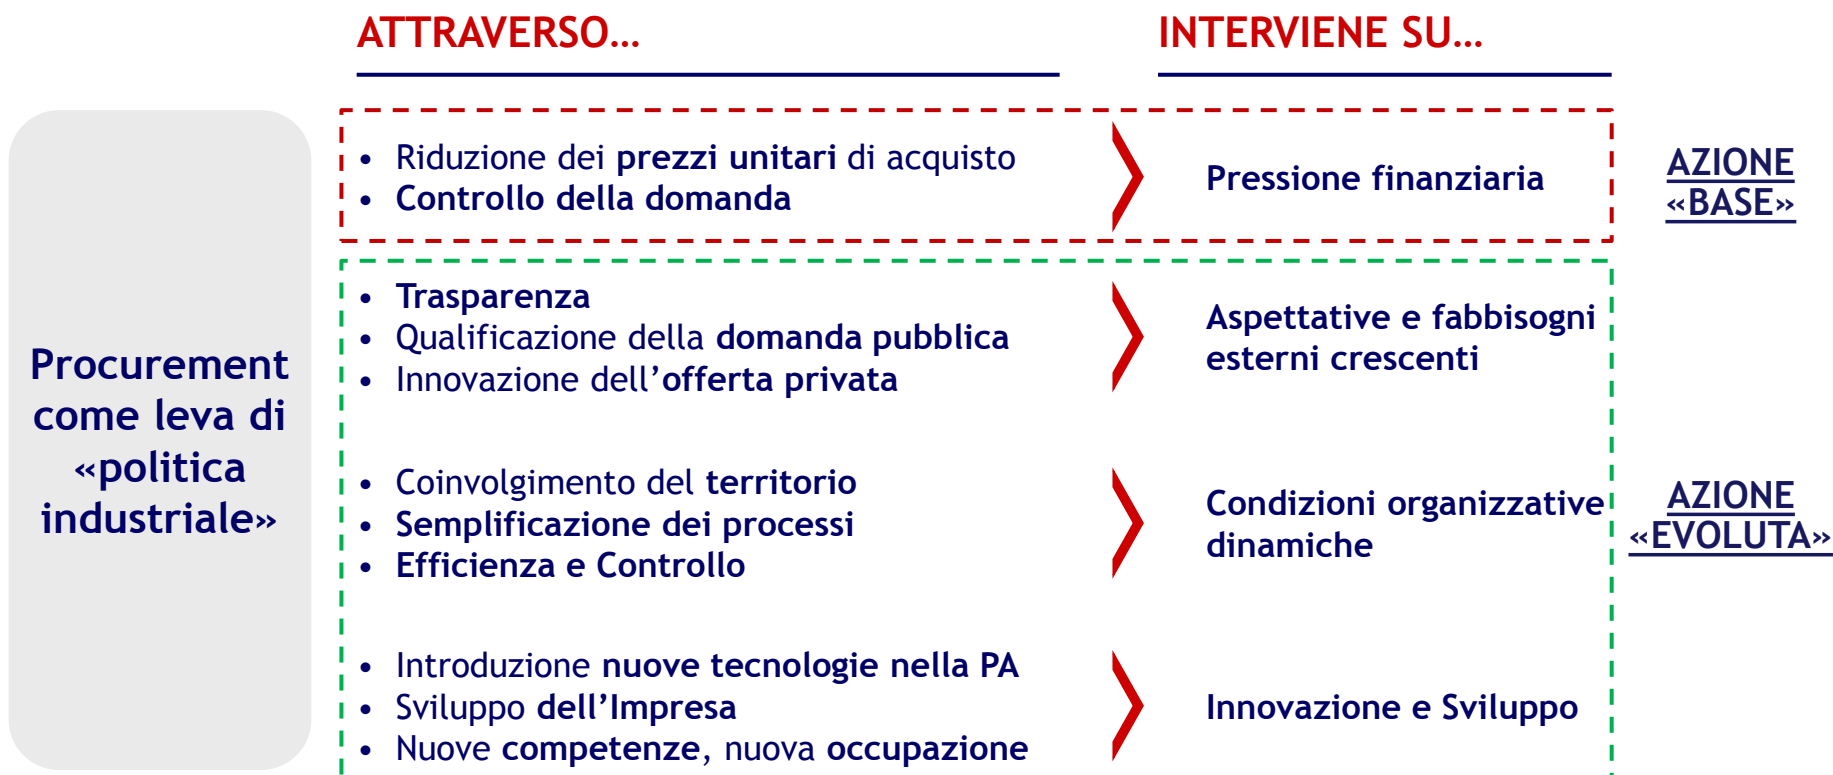 ATTRAVERSO…
INTERVIENE SU…
Procurement
come leva di
«politica
industriale»
• Riduzione dei prezzi unitari di acquisto
• Controllo della domanda
Pressione finanziaria
AZIONE
«BASE»
• Trasparenza
• Qualificazione della domanda pubblica
• Innovazione dell’offerta privata
Aspettative e fabbisogni
esterni crescenti
• Coinvolgimento del territorio
• Semplificazione dei processi
• Efficienza e Controllo
Condizioni organizzative
dinamiche
AZIONE
«EVOLUTA»
• Introduzione nuove tecnologie nella PA
• Sviluppo dell’Impresa
• Nuove competenze, nuova occupazione
Innovazione e Sviluppo